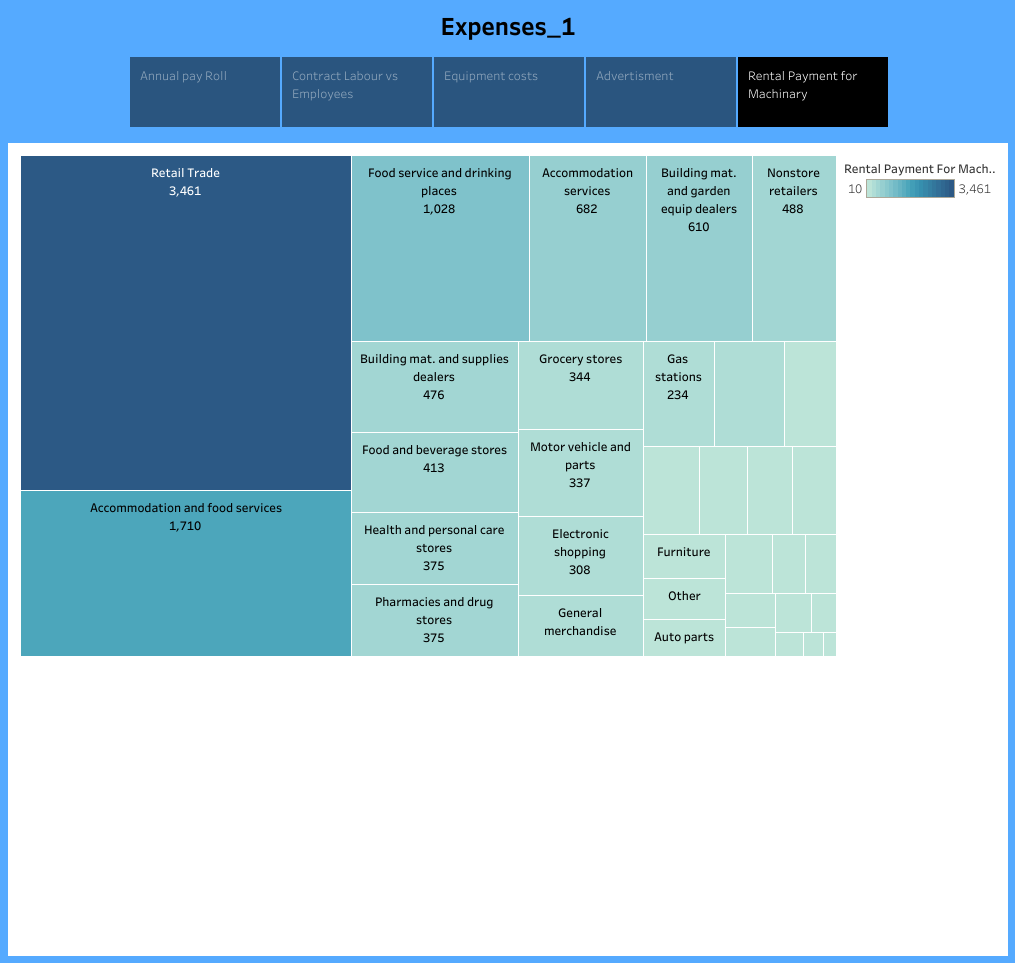 Expenses_1
Annual pay Roll
Contract Labour vs
Employees
Equipment costs
Advertisment
Rental Payment for
Machinary
Retail Trade
3,461
Accommodation and food services
1,710
Food service and drinking
places
1,028
Accommodation
services
682
Building mat.
and garden
equip dealers
610
Nonstore
retailers
488
Building mat. and supplies
dealers
476
Food and beverage stores
413
Health and personal care
stores
375
Pharmacies and drug
stores
375
Grocery stores
344
Motor vehicle and
parts
337
Electronic
shopping
308
General
merchandise
Gas
stations
234
Furniture
Other
Auto parts
Rental Payment For Mach..
10 3,461